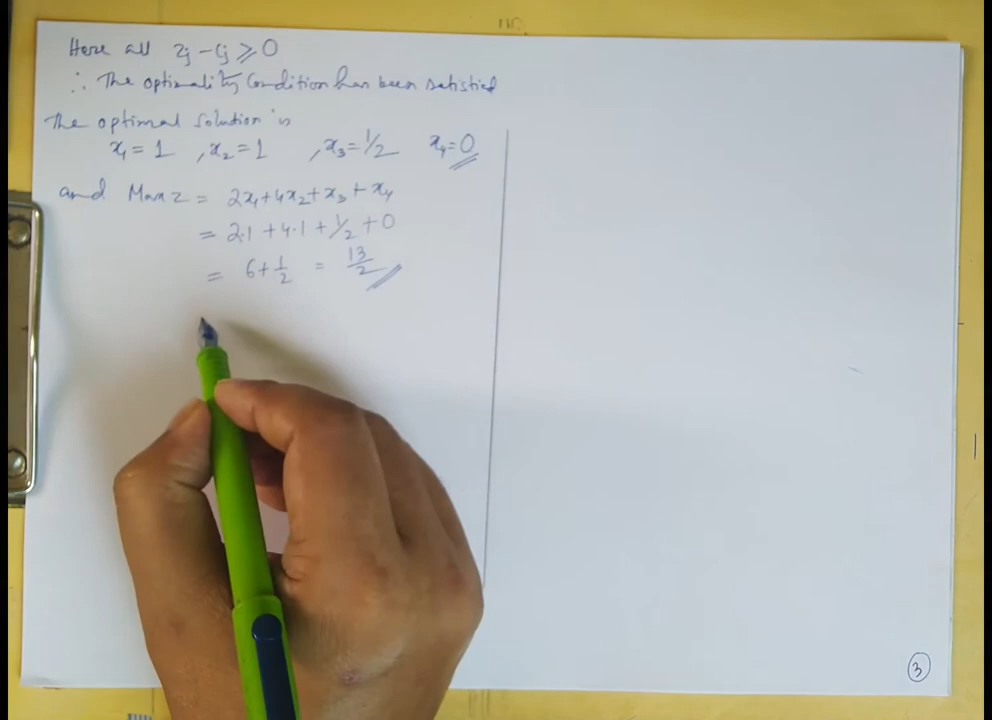 Here all Zj - Cj ≥ 0
∴ The optimality Condition has been satisfied
The optimal solution is
x₁ = 1 , x₂ = 1 , x₃ = 1/2 x₄ = 0
and Max Z = 2x₁ + 4x₂ + x₃ + x₄
= 2.1 + 4.1 + 1/2 + 0
= 6 + 1/2 = 13/2
3